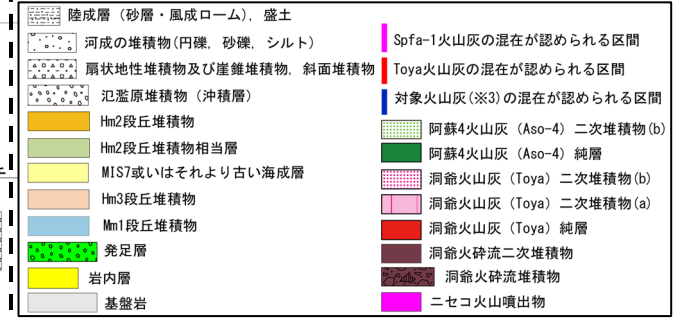 陸成層（砂層・風成ローム），盛土
河成の堆積物(円礫，砂礫，シルト)
扇状地性堆積物及び崖錐堆積物，斜面堆積物
氾濫原堆積物（沖積層）
Hm2段丘堆積物
Hm2段丘堆積物相当層
MIS7或いはそれより古い海成層
Hm3段丘堆積物
Mm1段丘堆積物
発足層
岩内層
基盤岩
Spfa-1火山灰の混在が認められる区間
Toya火山灰の混在が認められる区間
対象火山灰(※3)の混在が認められる区間
阿蘇4火山灰（Aso-4）二次堆積物(b)
阿蘇4火山灰（Aso-4）純層
洞爺火山灰（Toya）二次堆積物(b)
洞爺火山灰（Toya）二次堆積物(a)
洞爺火山灰（Toya）純層
洞爺火砕流二次堆積物
洞爺火砕流堆積物
ニセコ火山噴出物